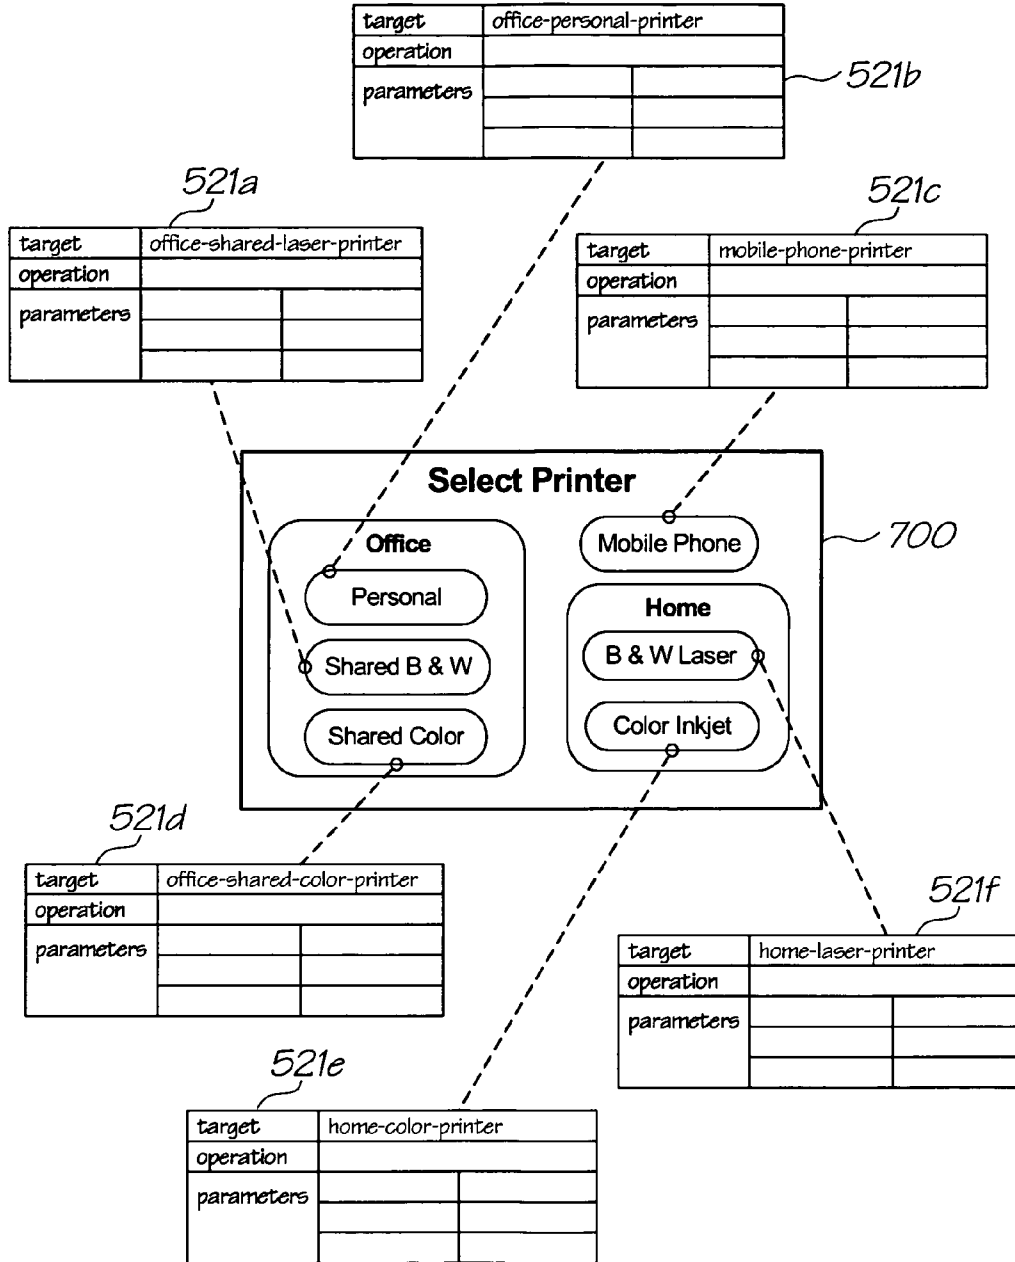 target office-personal-printer
operation
parameters
521b
521a
target office-shared-laser-printer
operation
parameters
521c
target mobile-phone-printer
operation
parameters
Select Printer
700
Office
Personal
Shared B & W
Shared Color
Mobile Phone
Home
B & W Laser
Color Inkjet
521d
target office-shared-color-printer
operation
parameters
521f
target home-laser-printer
operation
parameters
521e
target home-color-printer
operation
parameters